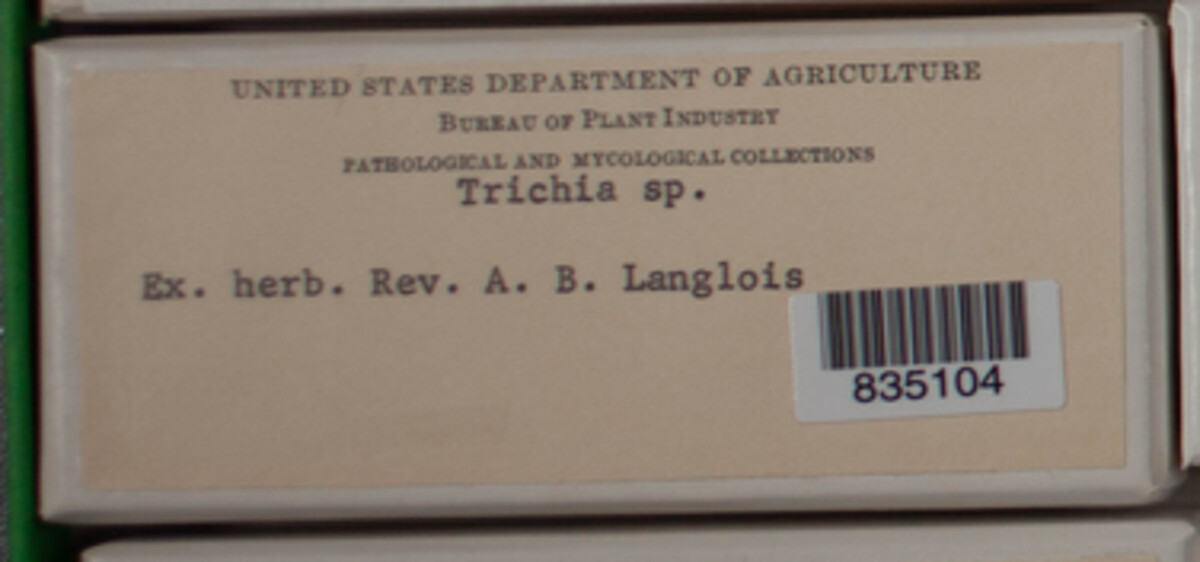 UNITED STATES DEPARTMENT OF AGRICULTURE
BUREAU OF PLANT INDUSTRY
PATHOLOGICAL AND MYCOLOGICAL COLLECTIONS
Trichia sp.
Ex. herb. Rev. A. B. Langlois
835104